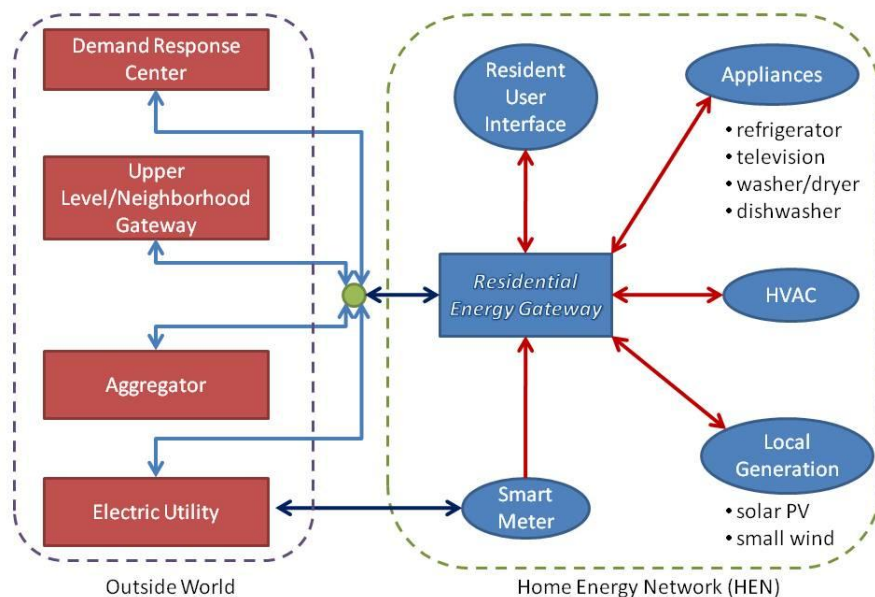 Demand Response
Center
Upper
Level/Neighborhood
Gateway
Aggregator
Electric Utility
Outside World
Resident
User
Interface
Appliances
• refrigerator
• television
• washer/dryer
• dishwasher
Residential
Energy Gateway
HVAC
Local
Generation
• solar PV
• small wind
Smart
Meter
Home Energy Network (HEN)